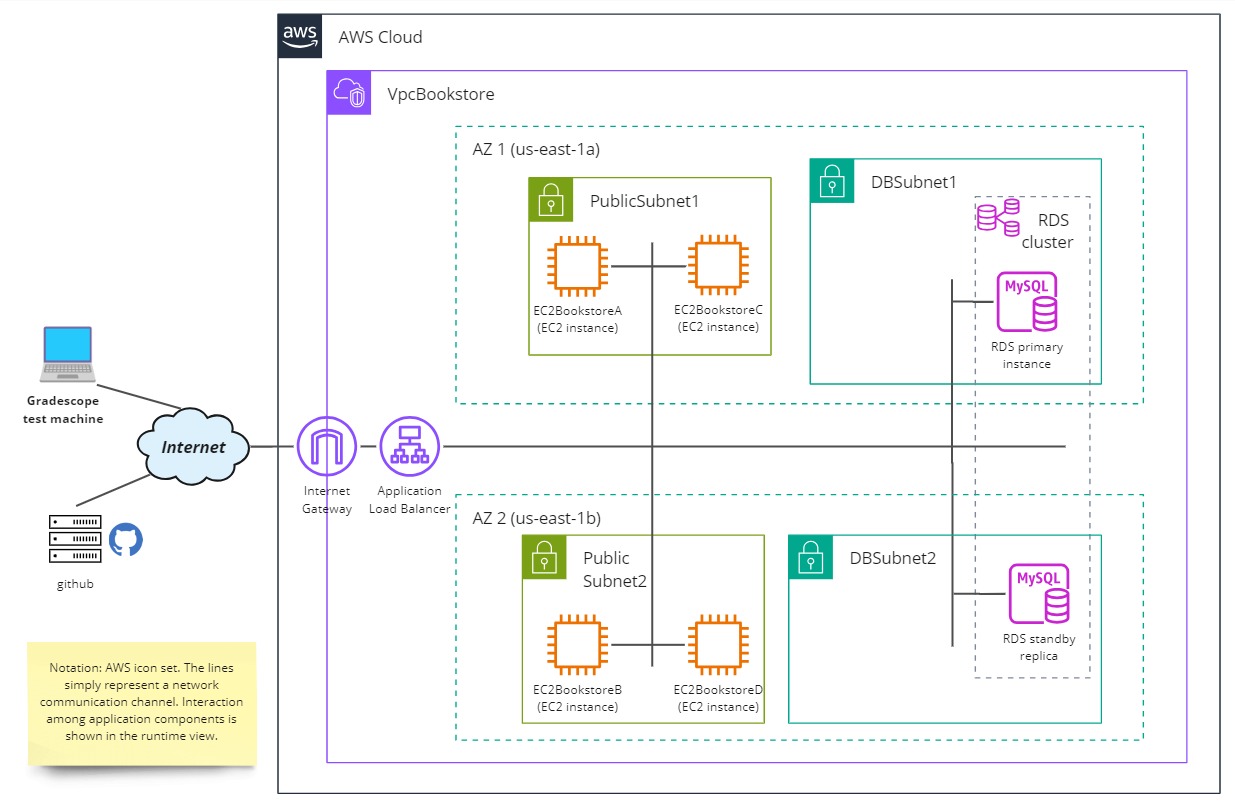 aws
AWS Cloud
VpcBookstore
AZ 1 (us-east-1a)
PublicSubnet1
EC2BookstoreA
(EC2 instance)
EC2BookstoreC
(EC2 instance)
DBSubnet1
RDS
cluster
MySQL
RDS primary
instance
Gradescope
test machine
Internet
Internet
Gateway
Application
Load Balancer
github
AZ 2 (us-east-1b)
Public
Subnet2
EC2BookstoreB
(EC2 instance)
EC2BookstoreD
(EC2 instance)
DBSubnet2
MySQL
RDS standby
replica
Notation: AWS icon set. The lines
simply represent a network
communication channel. Interaction
among application components is
shown in the runtime view.